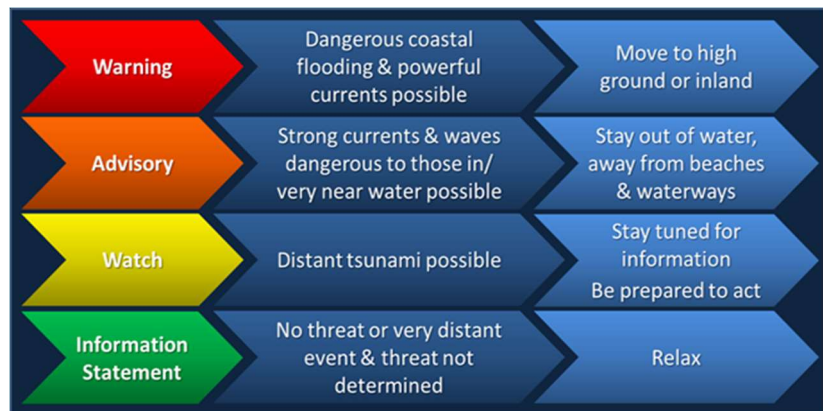 Warning
Dangerous coastal
flooding & powerful
currents possible
Move to high
ground or inland
Advisory
Strong currents & waves
dangerous to those in/
very near water possible
Stay out of water,
away from beaches
& waterways
Watch
Distant tsunami possible
Stay tuned for
information
Be prepared to act
Information
Statement
No threat or very distant
event & threat not
determined
Relax